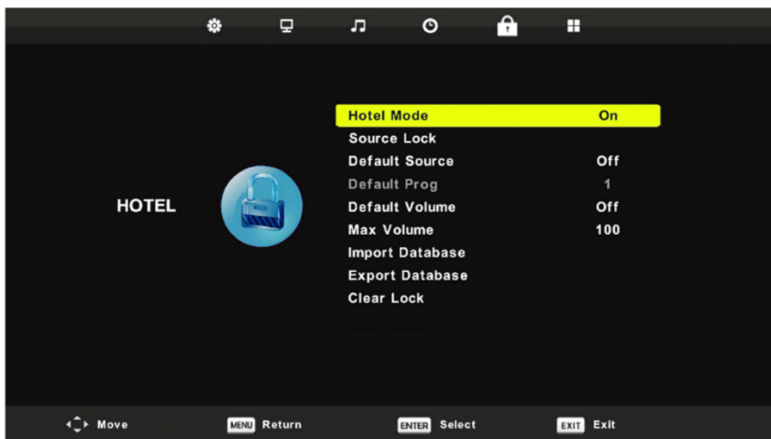 Hotel Mode On
Source Lock
Default Source Off
Default Prog 1
HOTEL
Default Volume Off
Max Volume 100
Import Database
Export Database
Clear Lock
Move MENU Return ENTER Select EXIT Exit